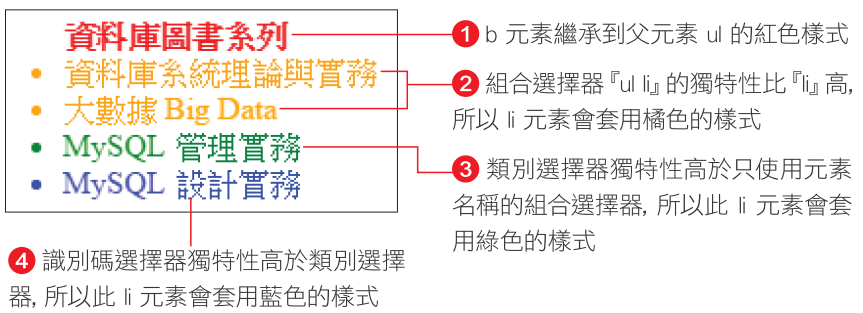 資料庫圖書系列
• 資料庫系統理論與實務
• 大數據 Big Data
• MySQL 管理實務
• MySQL 設計實務
1 b 元素繼承到父元素 ul 的紅色樣式
2 組合選擇器『ul li』的獨特性比『li』高,
所以 li 元素會套用橘色的樣式
3 類別選擇器獨特性高於只使用元素
名稱的組合選擇器, 所以此 li 元素會套
用綠色的樣式
4 識別碼選擇器獨特性高於類別選擇
器, 所以此 li 元素會套用藍色的樣式